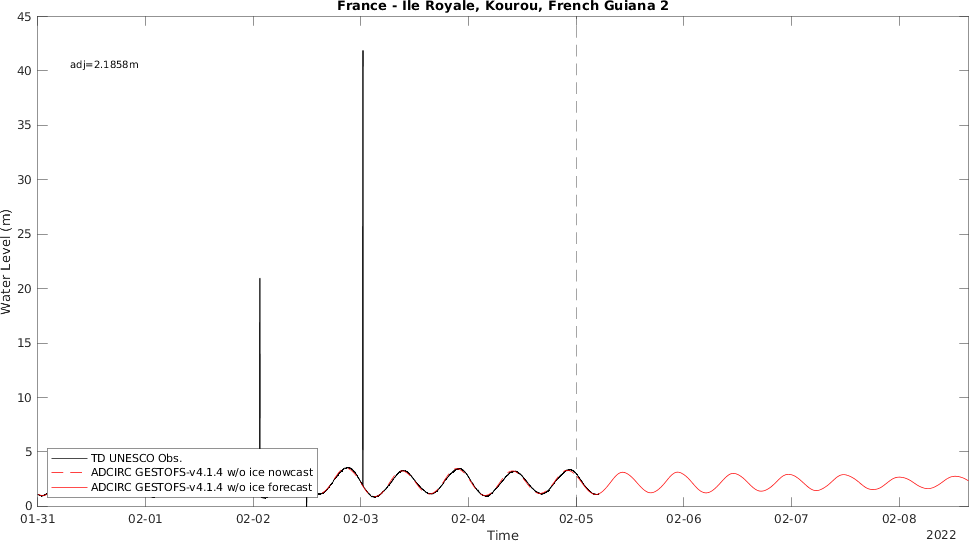 France - Ile Royale, Kourou, French Guiana 2
45
adj=2.1858m
40
35
30
25
20
15
10
5
0
Water Level (m)
TD UNESCO Obs.
ADCIRC GESTOFS-v4.1.4 w/o ice nowcast
ADCIRC GESTOFS-v4.1.4 w/o ice forecast
01-31 02-01 02-02 02-03 02-04 02-05 02-06 02-07 02-08
Time
2022